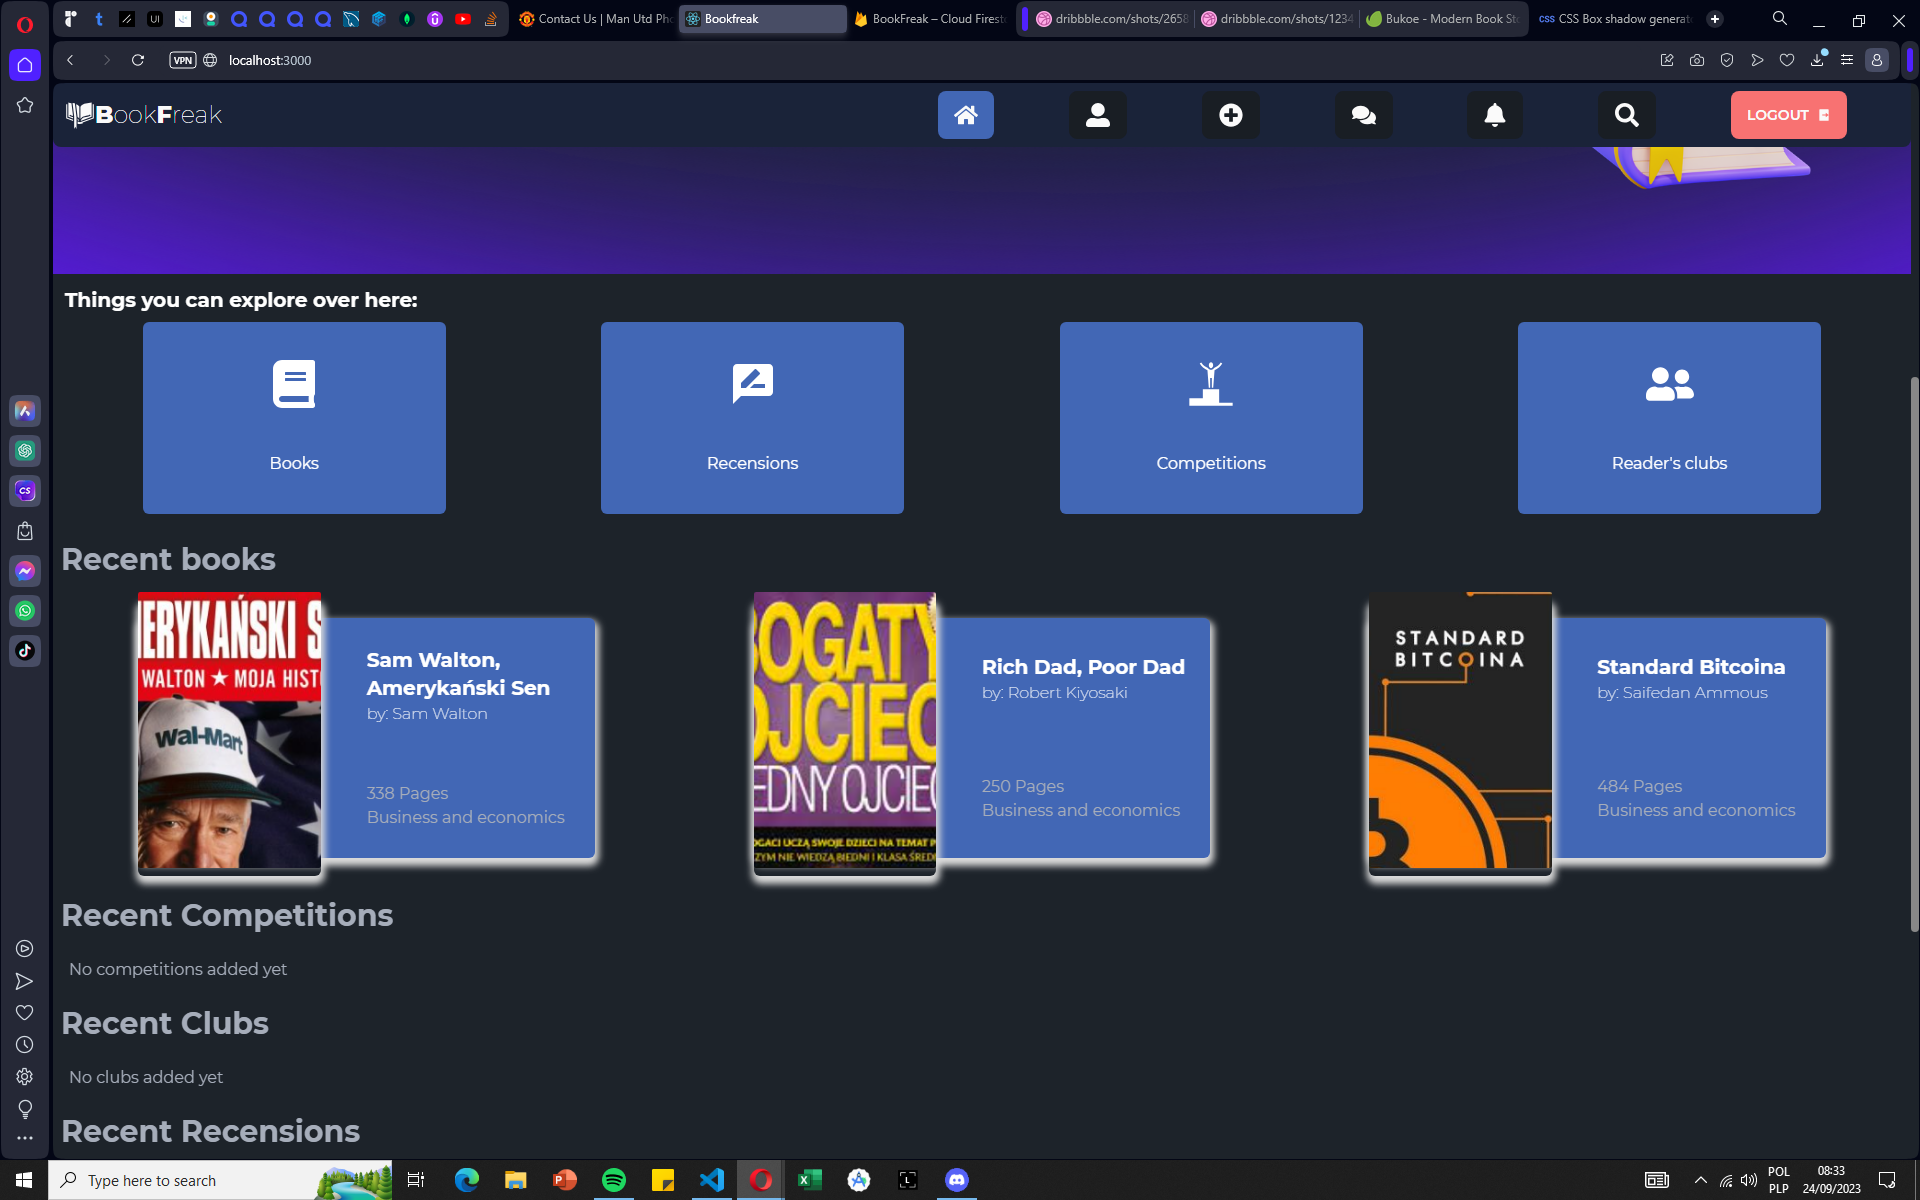 Contact Us | Man Utd Pho
Bookfreak
BookFreak – Cloud Firest
dribbble.com/shots/2658
dribbble.com/shots/1234
Bukoe - Modern Book St
CSS
CSS Box shadow generat
VPN
localhost:3000
BookFreak
LOGOUT
Things you can explore over here:
Books
Recensions
Competitions
Reader's clubs
Recent books
ERYKAŃSKI S
WALTON ★ MOJA HIST
Wal-Mart
Sam Walton,
Amerykański Sen
by: Sam Walton
338 Pages
Business and economics
BOGATY
OJCIEC
EDNY OJCIEC
OGACI UCZĄ SWOJE DZIECI NA TEMAT P
ZYM NIE WIEDZĄ BIEDNI I KLASA ŚRED
Rich Dad, Poor Dad
by: Robert Kiyosaki
250 Pages
Business and economics
STANDARD
BITCOINA
Standard Bitcoina
by: Saifedan Ammous
484 Pages
Business and economics
Recent Competitions
No competitions added yet
Recent Clubs
No clubs added yet
Recent Recensions
Type here to search
POL
PLP
08:33
24/09/2023